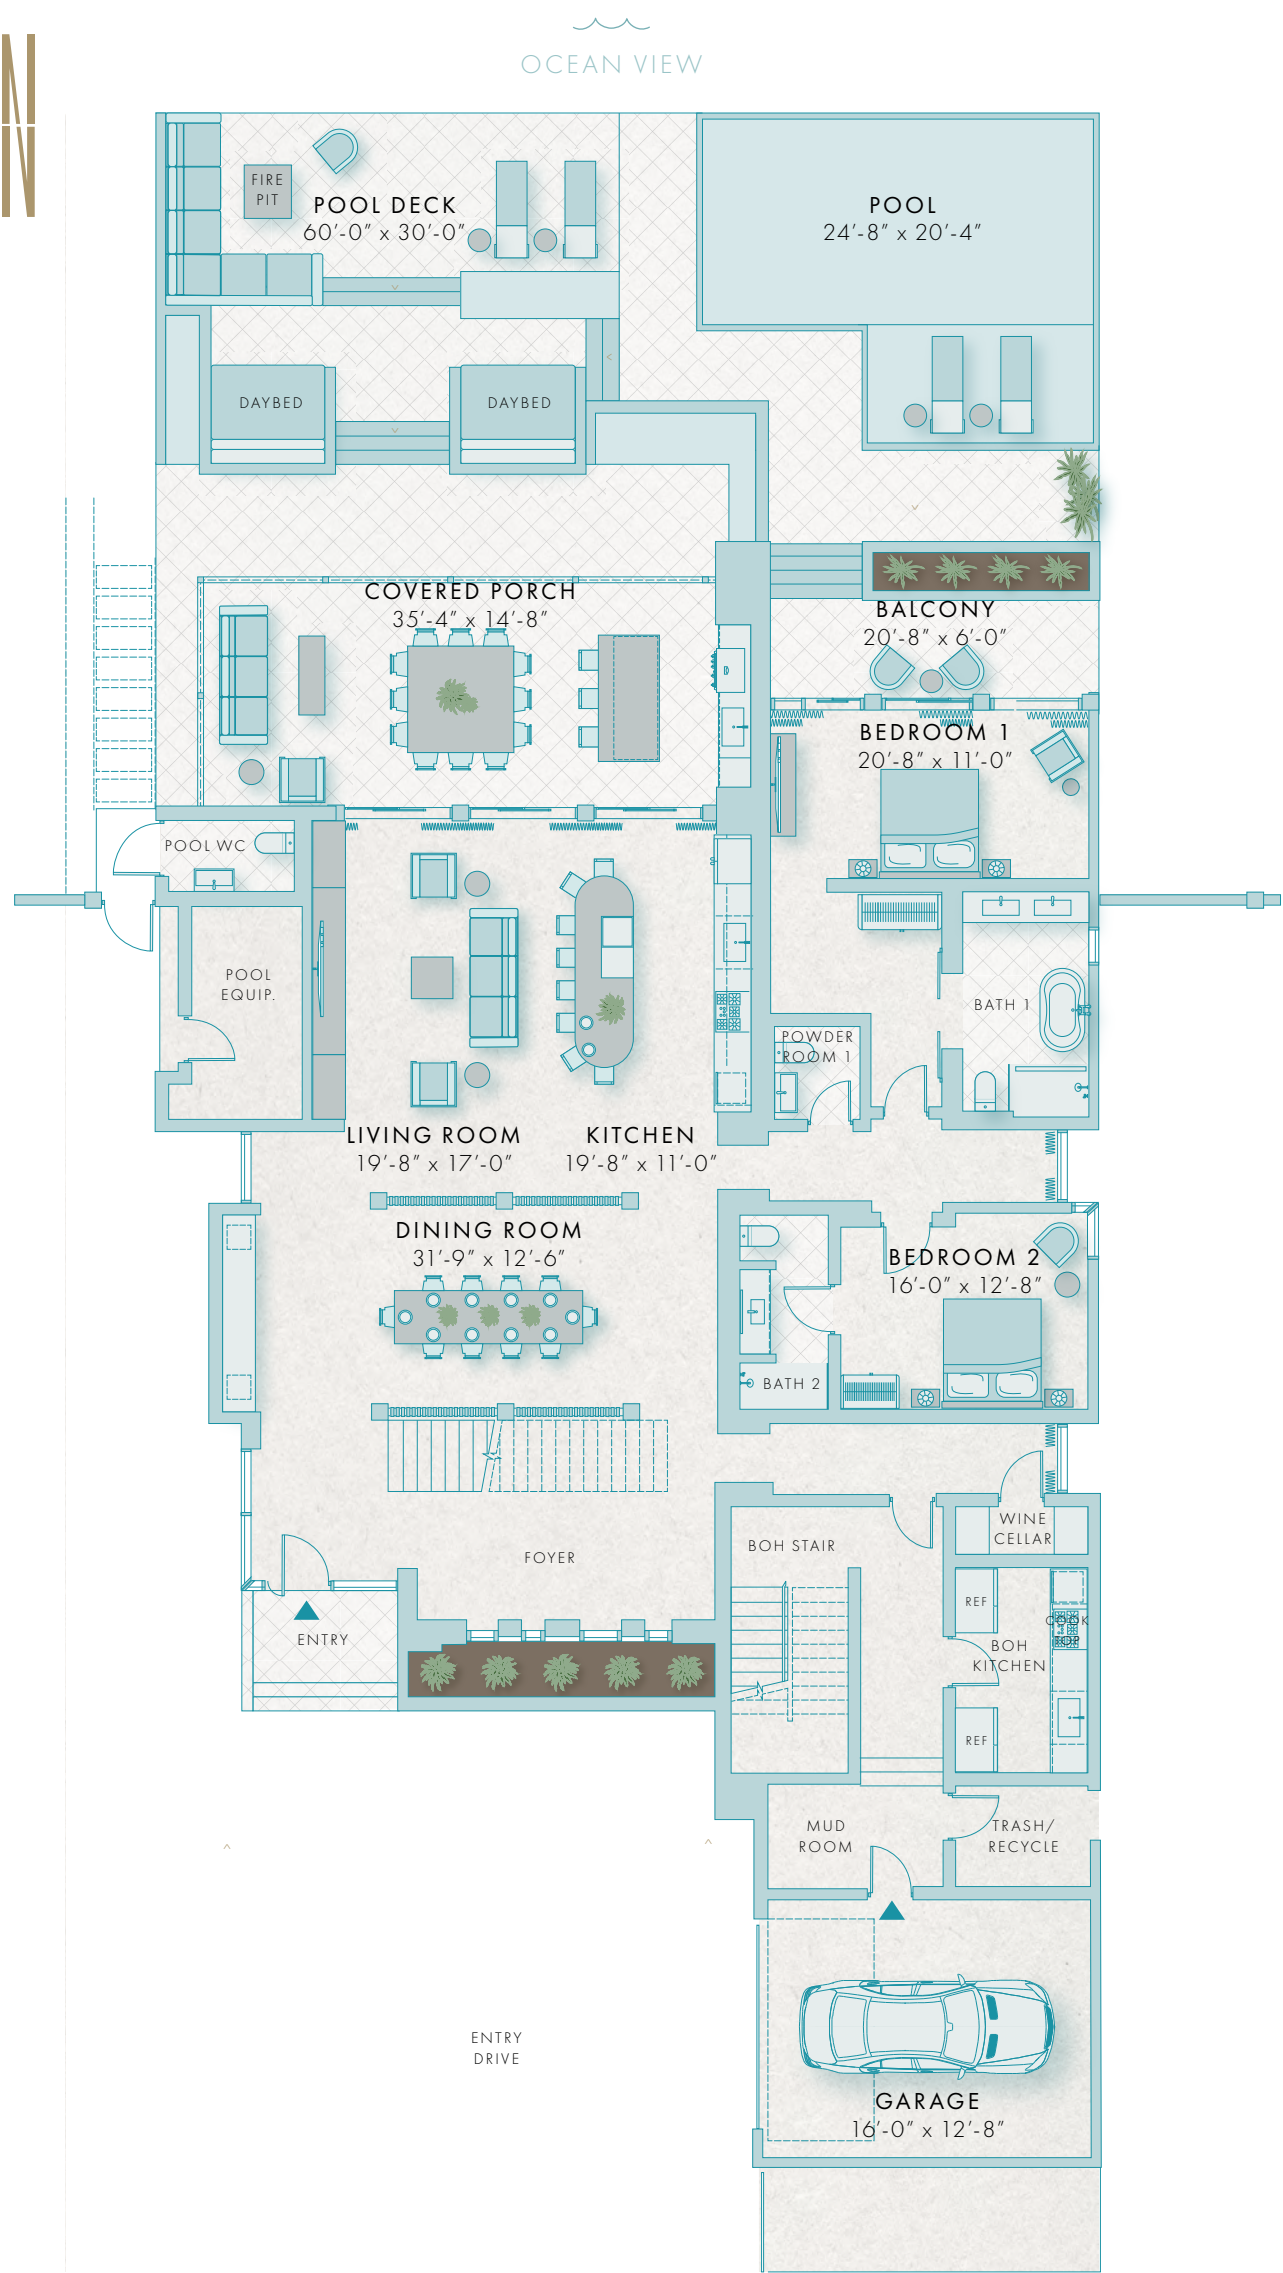 OCEAN VIEW
N
N
FIRE
PIT
POOL DECK
60'-0" x 30'-0"
POOL
24'-8" x 20'-4"
DAYBED
DAYBED
COVERED PORCH
35'-4" x 14'-8"
BALCONY
20'-8" x 6'-0"
BEDROOM 1
20'-8" x 11'-0"
POOL WC
POOL
EQUIP.
BATH 1
POWDER
ROOM 1
LIVING ROOM
19'-8" x 17'-0"
KITCHEN
19'-8" x 11'-0"
DINING ROOM
31'-9" x 12'-6"
BEDROOM 2
16'-0" x 12'-8"
BATH 2
FOYER
BOH STAIR
WINE
CELLAR
REF
COOK
BOH
KITCHEN
REF
ENTRY
MUD
ROOM
TRASH/
RECYCLE
ENTRY
DRIVE
GARAGE
16'-0" x 12'-8"